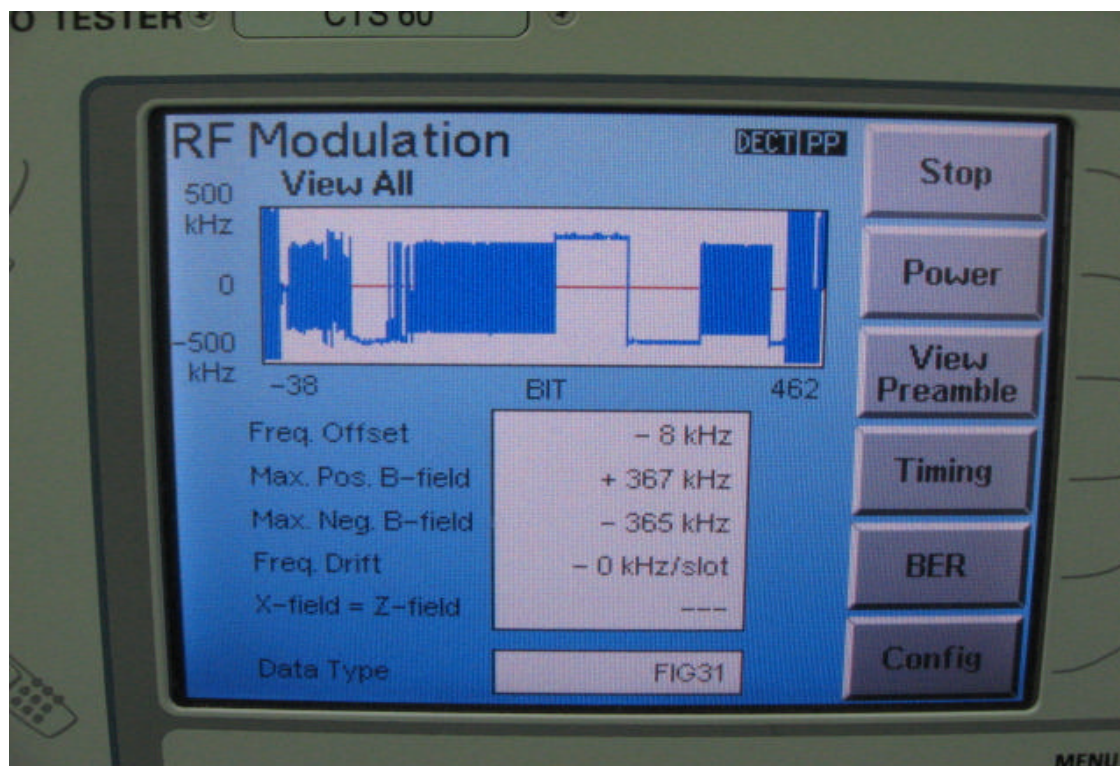 O TESTER
CTS 60
RF Modulation
DECT PP
View All
500
kHz
0
-500
kHz
-38
BIT
462
Freq. Offset
- 8 kHz
Max. Pos. B-field
+ 367 kHz
Max. Neg. B-field
- 365 kHz
Freq. Drift
- 0 kHz/slot
X-field = Z-field
---
Data Type
FIG31
Stop
Power
View
Preamble
Timing
BER
Config
MENU